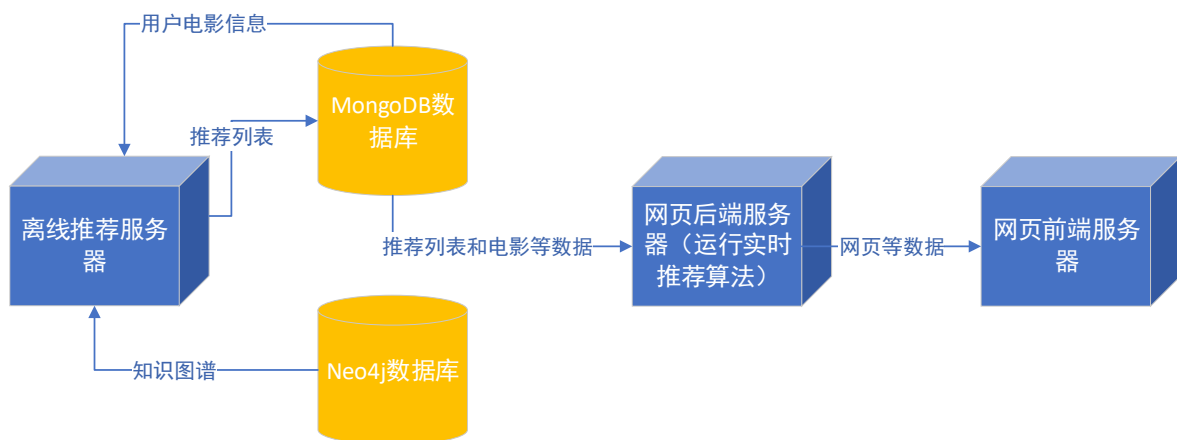 用户电影信息
MongoDB数
据库
推荐列表
离线推荐服务
器
网页后端服务
器（运行实时
推荐算法）
网页前端服务
器
推荐列表和电影等数据
网页等数据
知识图谱
Neo4j数据库